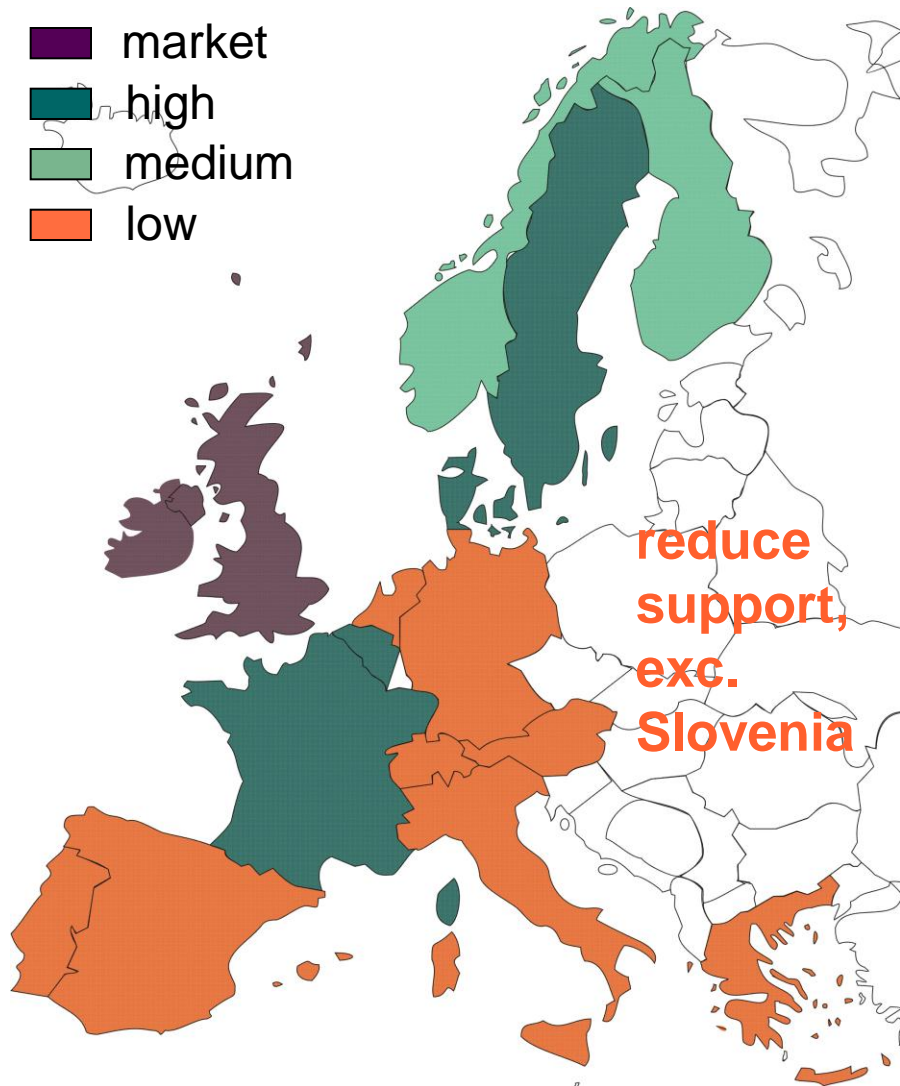 market
high
medium
low
reduce
support,
exc.
Slovenia